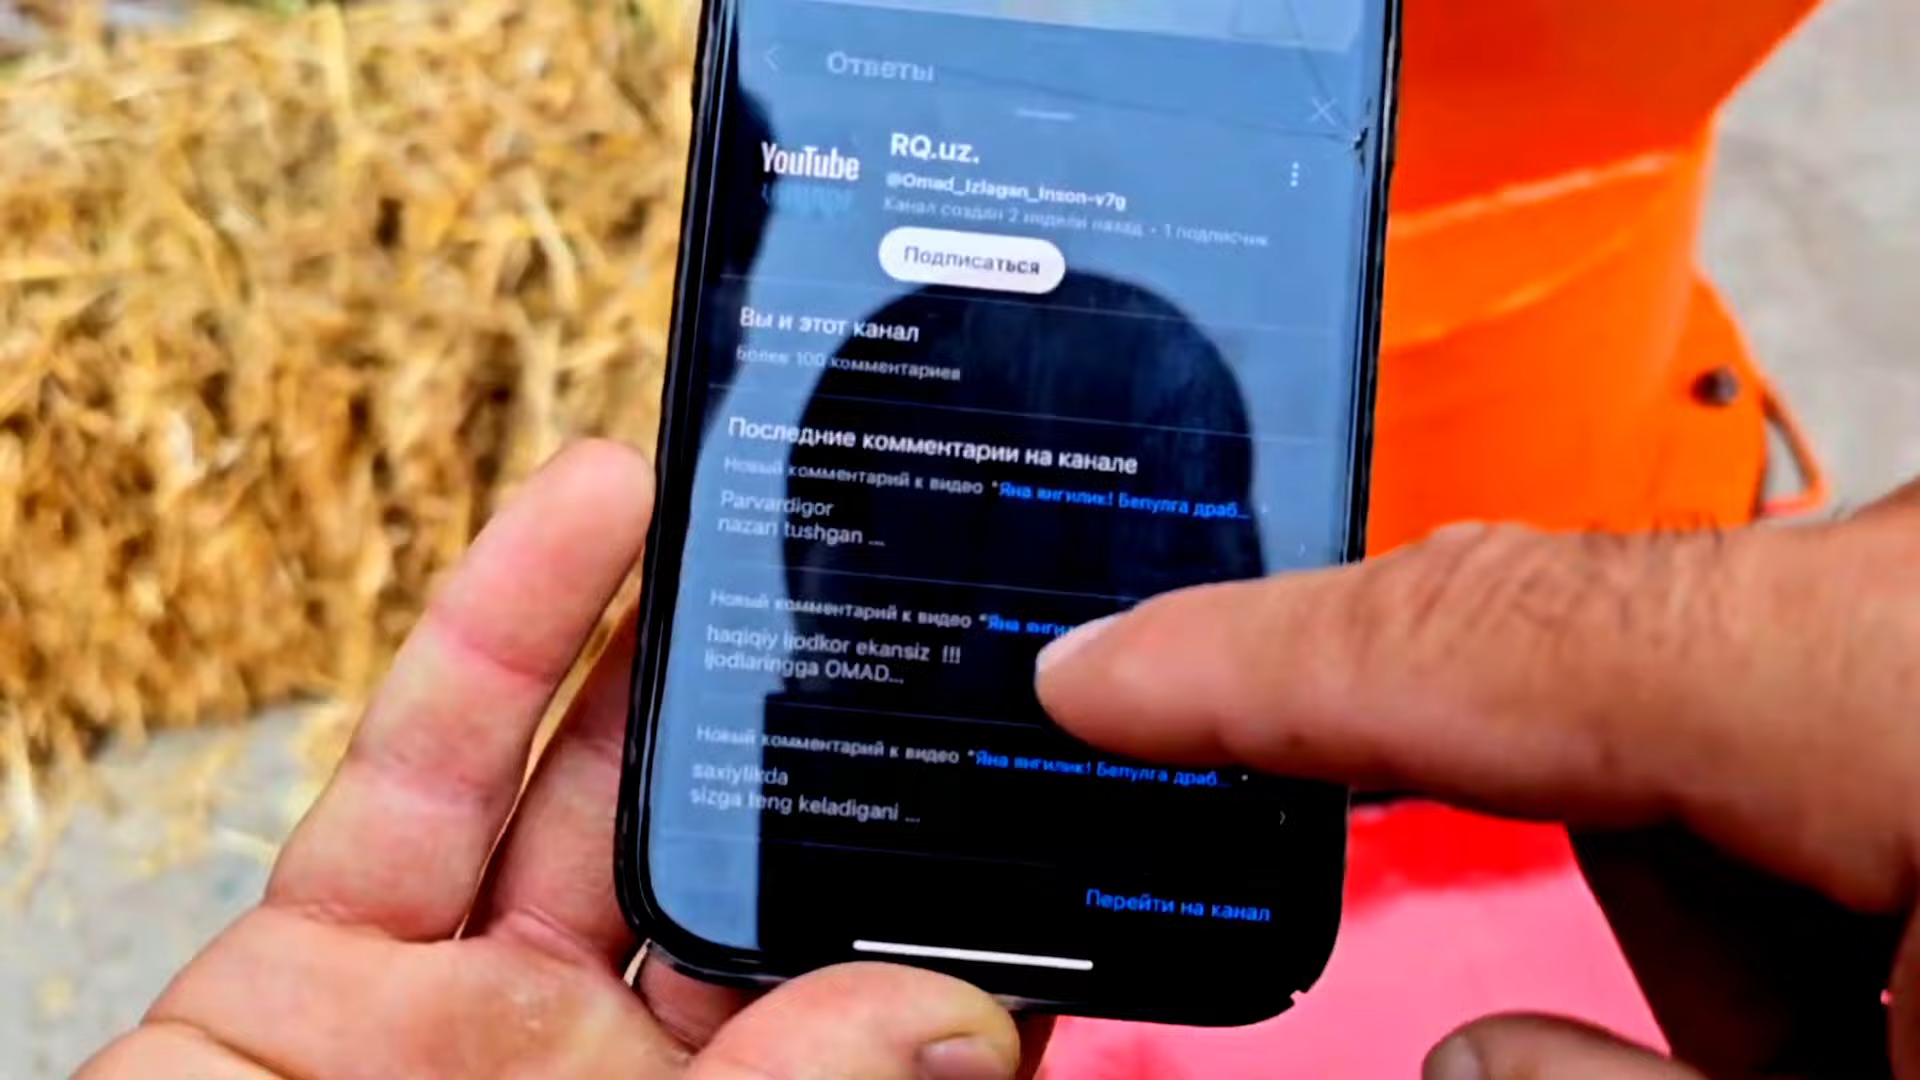 Ответы
YouTube
RQ.uz.
@Omad_Izlagan_Inson-v7g
Канал создан 2 недели назад • 1 подписчик
Подписаться
Вы и этот канал
более 100 комментариев
Последние комментарии на канале
Новый комментарий к видео "Яна янгилик! Бепулга драб...
Parvardigor
nazari tushgan ...
Новый комментарий к видео "Яна
haqiqiy ijodkor ekansiz !!!
Ijodlaringga OMAD...
Новый комментарий к видео "Яна янгилик! Бепулга драб..."
saxiylikda
sizga teng keladigani ...
Перейти на канал